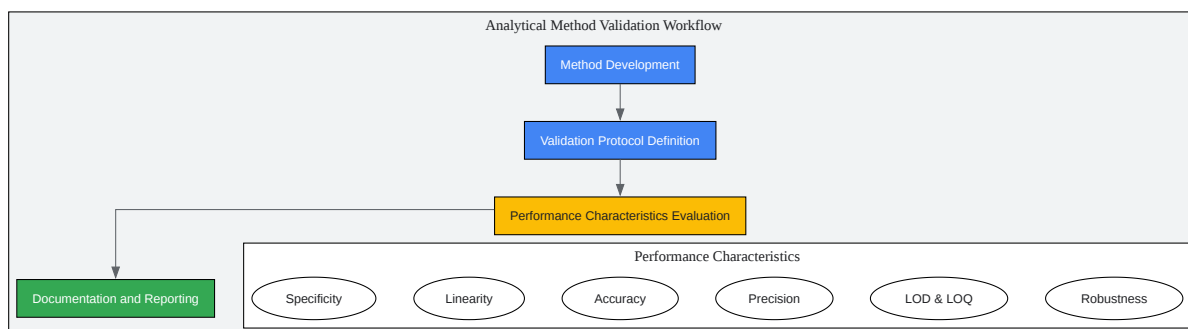 Analytical Method Validation Workflow
Method Development
Validation Protocol Definition
Performance Characteristics Evaluation
Performance Characteristics
Documentation and Reporting
Specificity
Linearity
Accuracy
Precision
LOD & LOQ
Robustness